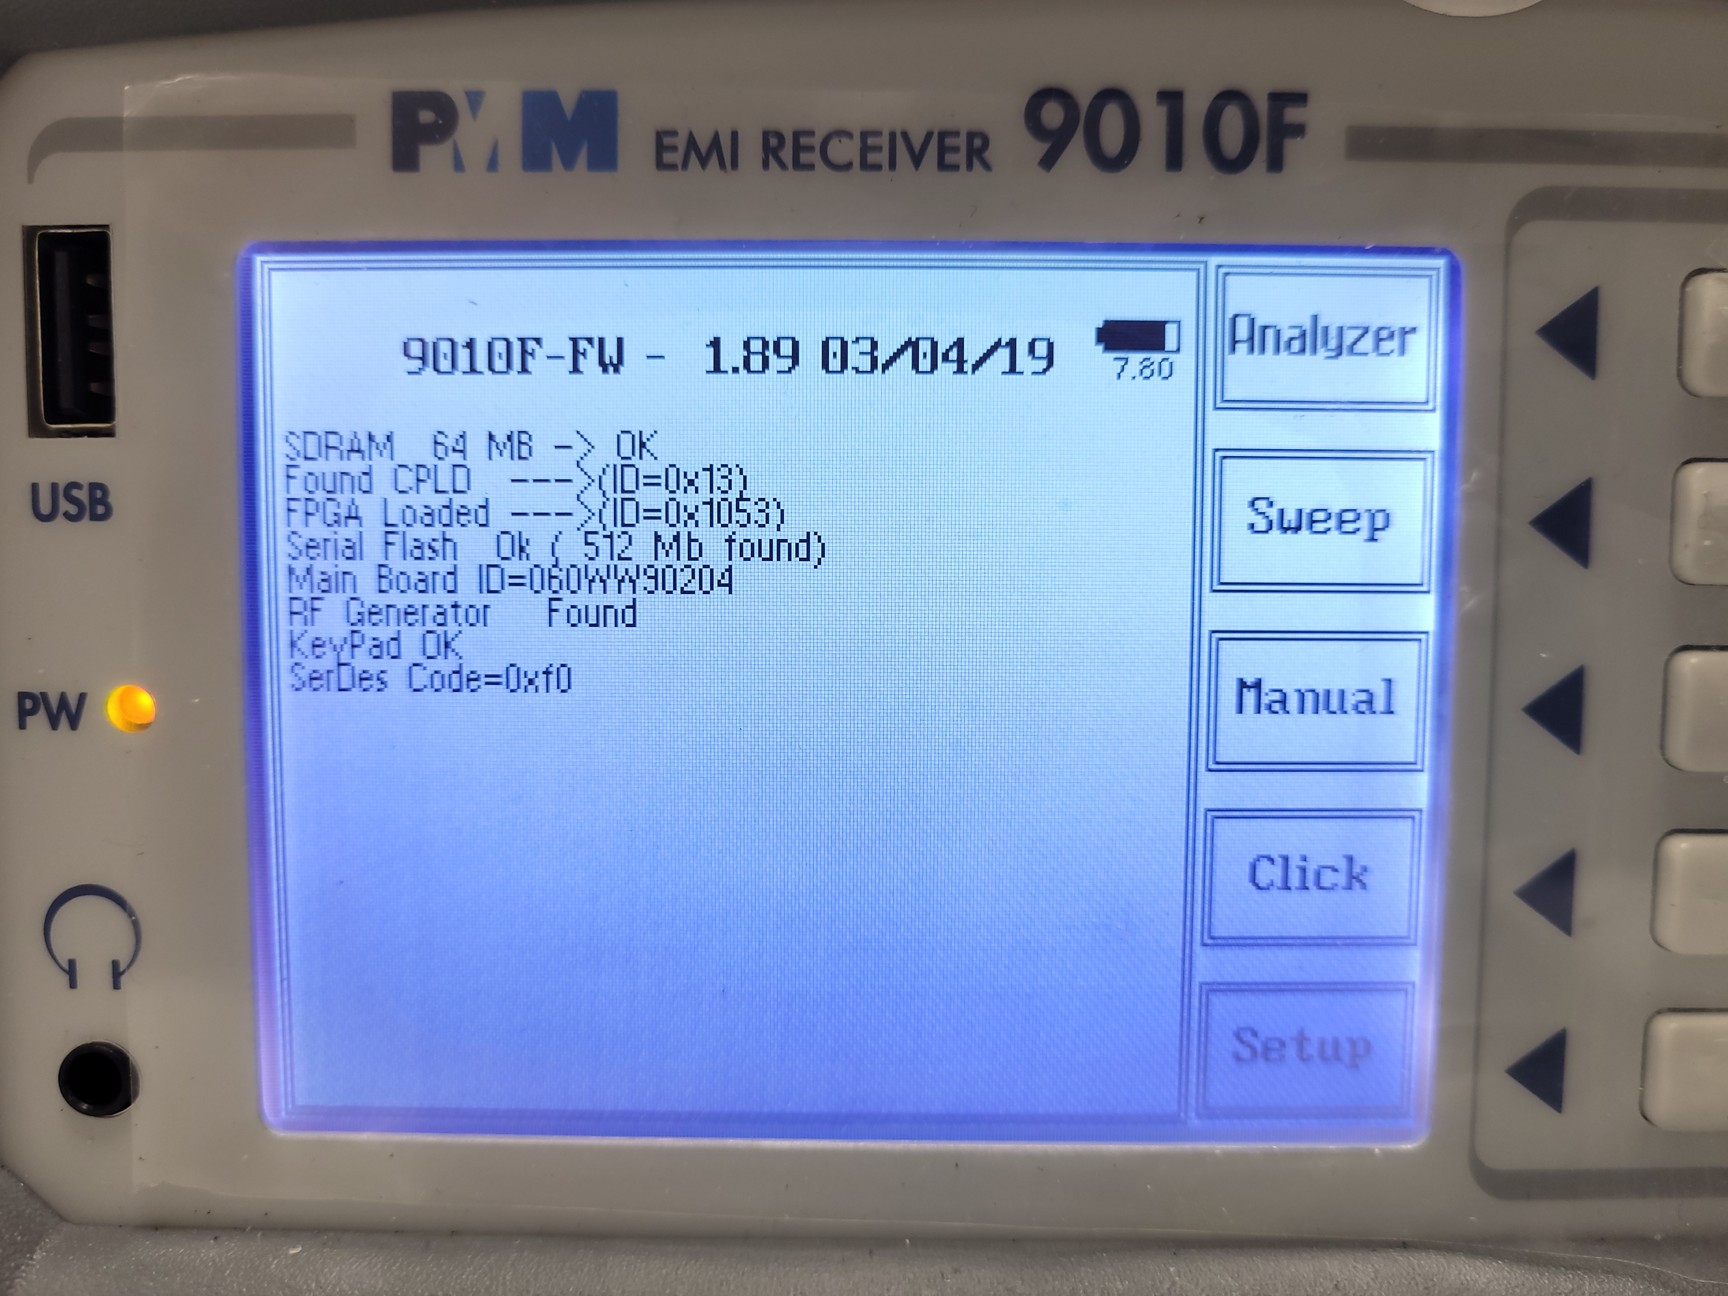 PMM EMI RECEIVER 9010F
USB
PW
9010F-FW - 1.89 03/04/19
7.80
SDRAM 64 MB -> OK
Found CPLD --->(ID=0x13)
FPGA Loaded --->(ID=0x1053)
Serial Flash Ok ( 512 Mb found)
Main Board ID=060WW90204
RF Generator Found
KeyPad OK
SerDes Code=0xf0
Analyzer
Sweep
Manual
Click
Setup